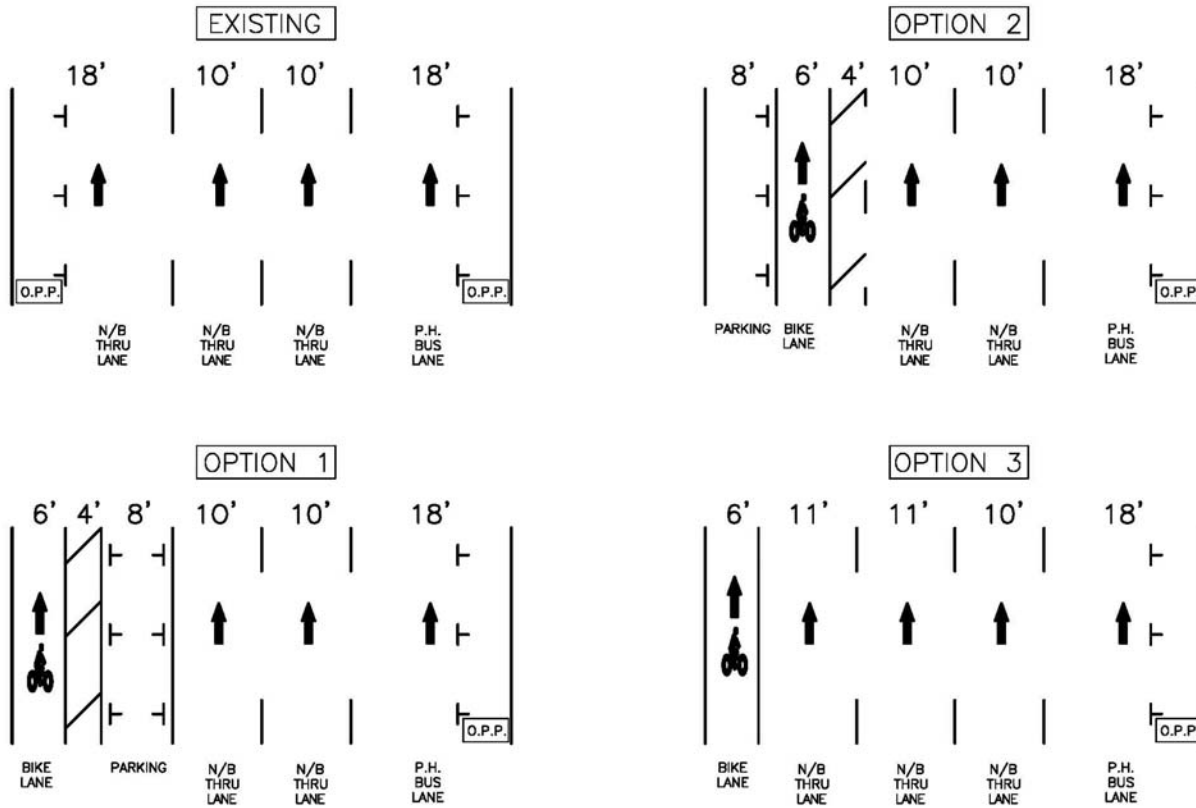 EXISTING
18' 10' 10' 18'
O.P.P. O.P.P.
N/B N/B N/B P.H.
THRU THRU THRU BUS
LANE LANE LANE LANE
OPTION 2
8' 6' 4' 10' 10' 18'
O.P.P.
PARKING BIKE N/B N/B P.H.
LANE THRU THRU BUS
LANE LANE LANE
OPTION 1
6' 4' 8' 10' 10' 18'
O.P.P.
BIKE PARKING N/B N/B P.H.
LANE THRU THRU BUS
LANE LANE LANE
OPTION 3
6' 11' 11' 10' 18'
O.P.P.
BIKE N/B N/B N/B P.H.
LANE THRU THRU THRU BUS
LANE LANE LANE LANE